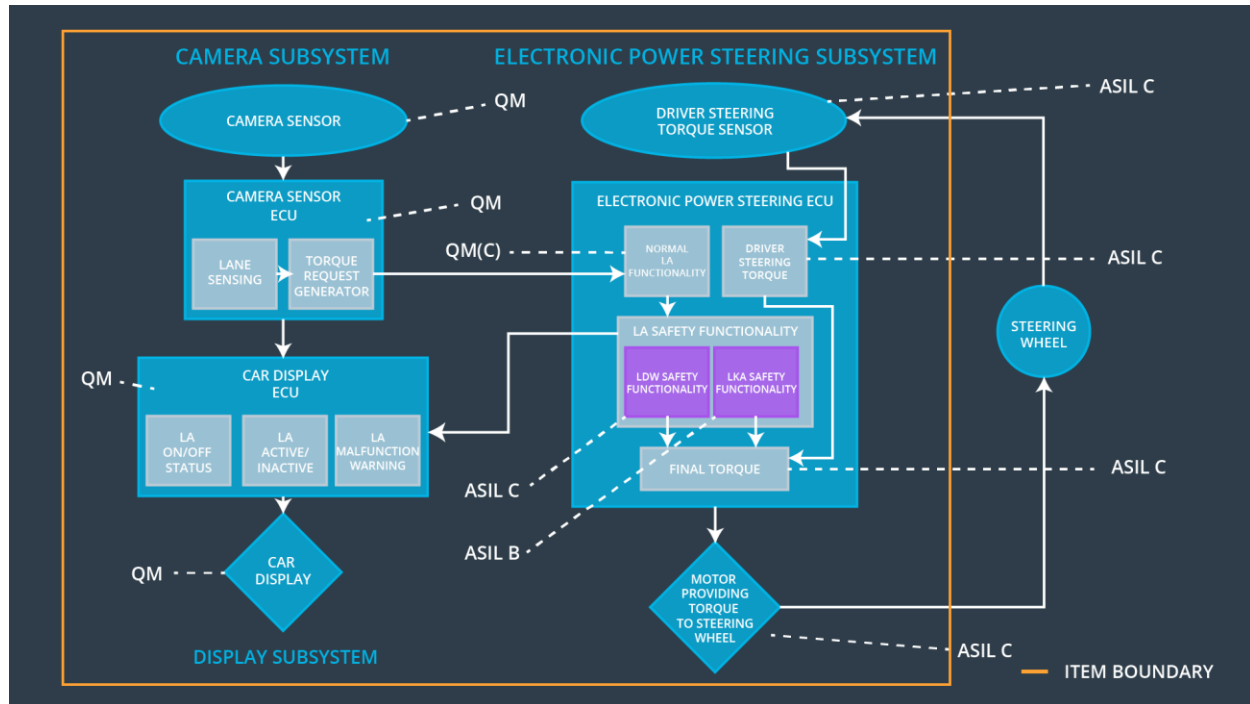 CAMERA SUBSYSTEM
ELECTRONIC POWER STEERING SUBSYSTEM
CAMERA SENSOR
QM
DRIVER STEERING
TORQUE SENSOR
ASIL C
CAMERA SENSOR
ECU
QM
LANE
SENSING
TORQUE
REQUEST
GENERATOR
ELECTRONIC POWER STEERING ECU
QM(C)
NORMAL
LA
FUNCTIONALITY
DRIVER
STEERING
TORQUE
ASIL C
LA SAFETY FUNCTIONALITY
LDW SAFETY
FUNCTIONALITY
LKA SAFETY
FUNCTIONALITY
STEERING
WHEEL
QM
CAR DISPLAY
ECU
LA
ON/OFF
STATUS
LA
ACTIVE/
INACTIVE
LA
MALFUNCTION
WARNING
FINAL TORQUE
ASIL C
ASIL C
ASIL B
QM
CAR
DISPLAY
MOTOR
PROVIDING
TORQUE
TO STEERING
WHEEL
ASIL C
DISPLAY SUBSYSTEM
ITEM BOUNDARY